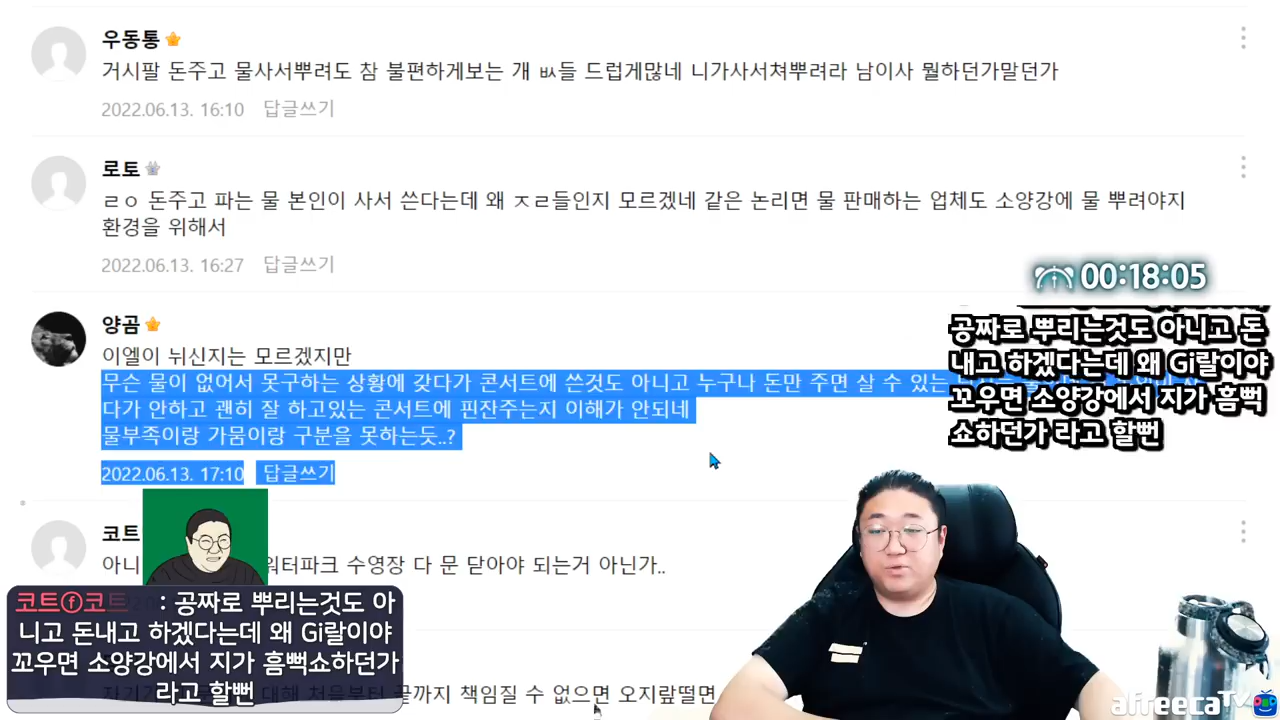 우동통
거시팔 돈주고 물사서뿌려도 참 불편하게보는 개 ㅄ들 드럽게많네 니가사서쳐뿌려라 남이사 뭘하던가말던가
2022.06.13. 16:10 답글쓰기
로토
ㄹㅇ 돈주고 파는 물 본인이 사서 쓴다는데 왜 ㅈㄹ들인지 모르겠네 같은 논리면 물 판매하는 업체도 소양강에 물 뿌려야지
환경을 위해서
2022.06.13. 16:27 답글쓰기
00:18:05
양곰
이엘이 뉘신지는 모르겠지만
무슨 물이 없어서 못구하는 상황에 갖다가 콘서트에 쓴것도 아니고 누구나 돈만 주면 살 수 있는
다가 안하고 괜히 잘 하고있는 콘서트에 핀잔주는지 이해가 안되네
물부족이랑 가뭄이랑 구분을 못하는듯..?
2022.06.13. 17:10 답글쓰기
공짜로 뿌리는것도 아니고 돈
내고 하겠다는데 왜 Gi랄이야
꼬우면 소양강에서 지가 흠뻑
쇼하던가 라고 할뻔
코트
아니 워터파크 수영장 다 문 닫아야 되는거 아닌가..
코트ⓕ코트 : 공짜로 뿌리는것도 아
니고 돈내고 하겠다는데 왜 Gi랄이야
꼬우면 소양강에서 지가 흠뻑쇼하던가
라고 할뻔
대해 처음부터 끝까지 책임질 수 없으면 오지랖떨면
afreecaTV